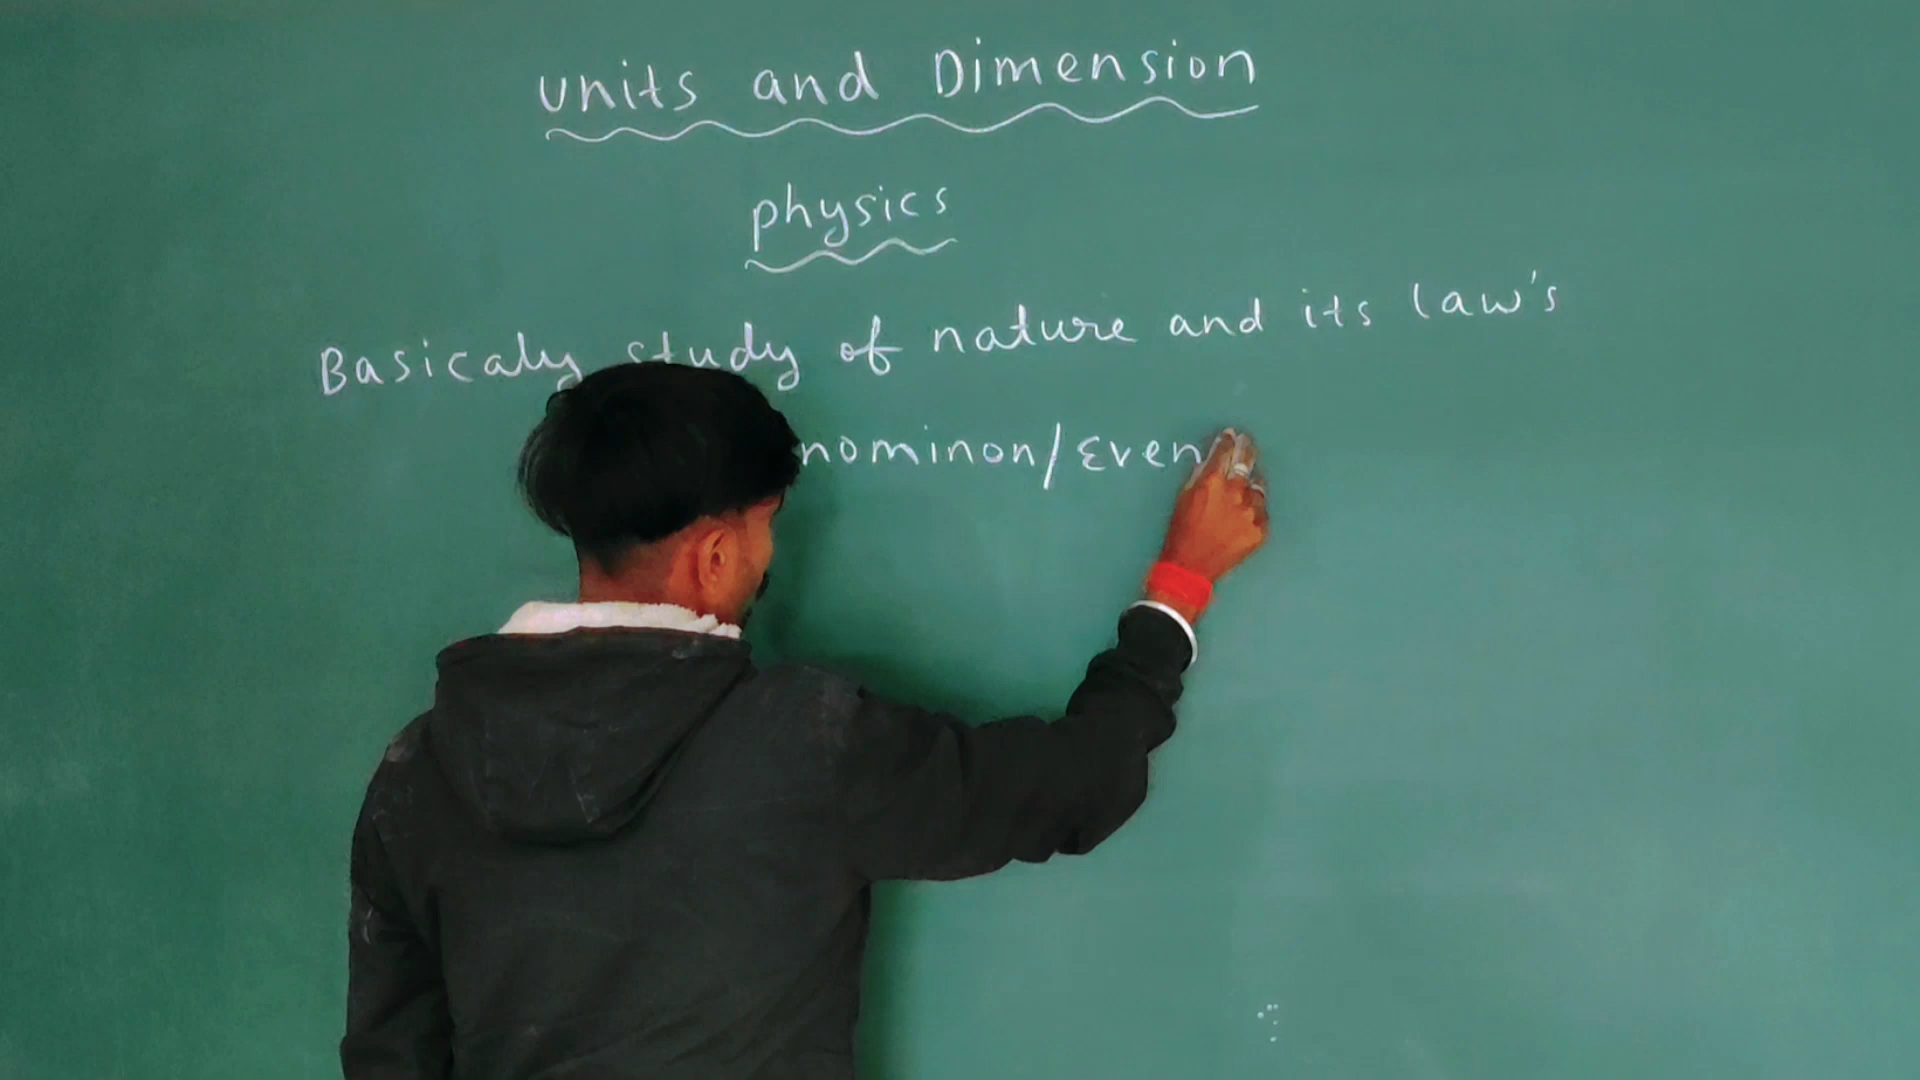 units and Dimension
physics
Basicaly study of nature and its law's
nominon/Even